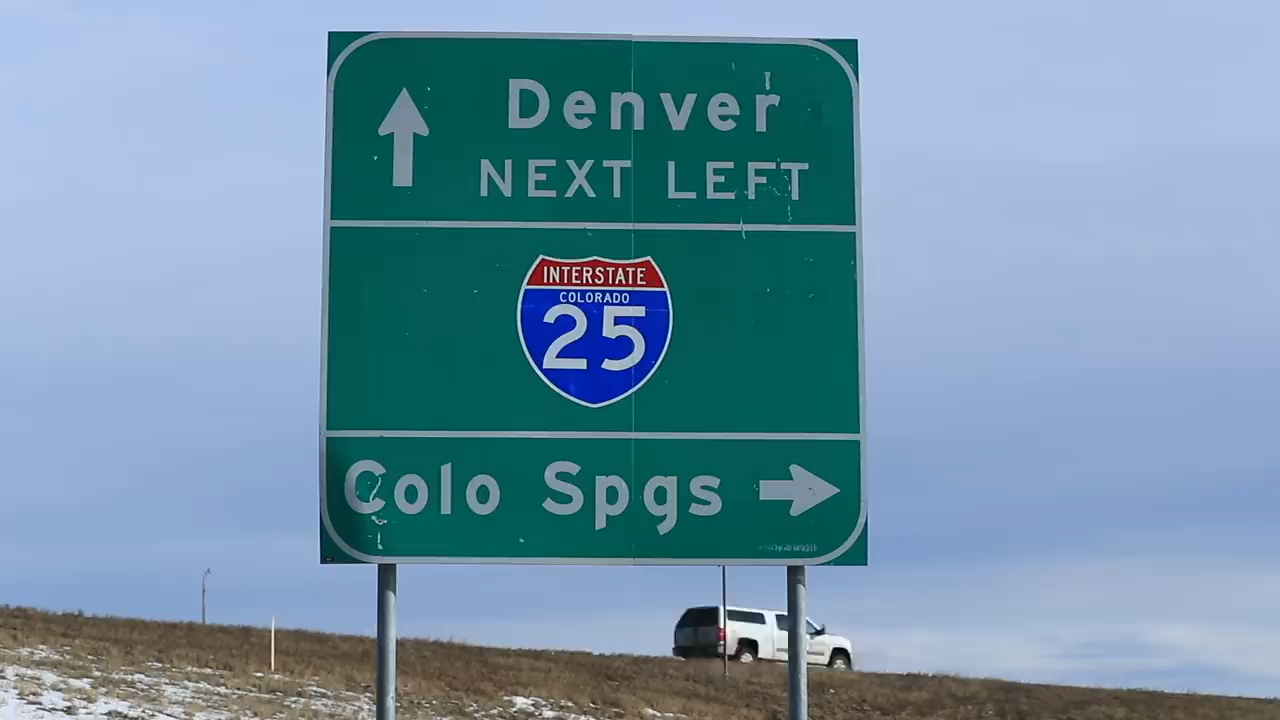 Denver
NEXT LEFT
INTERSTATE
COLORADO
25
Colo Spgs